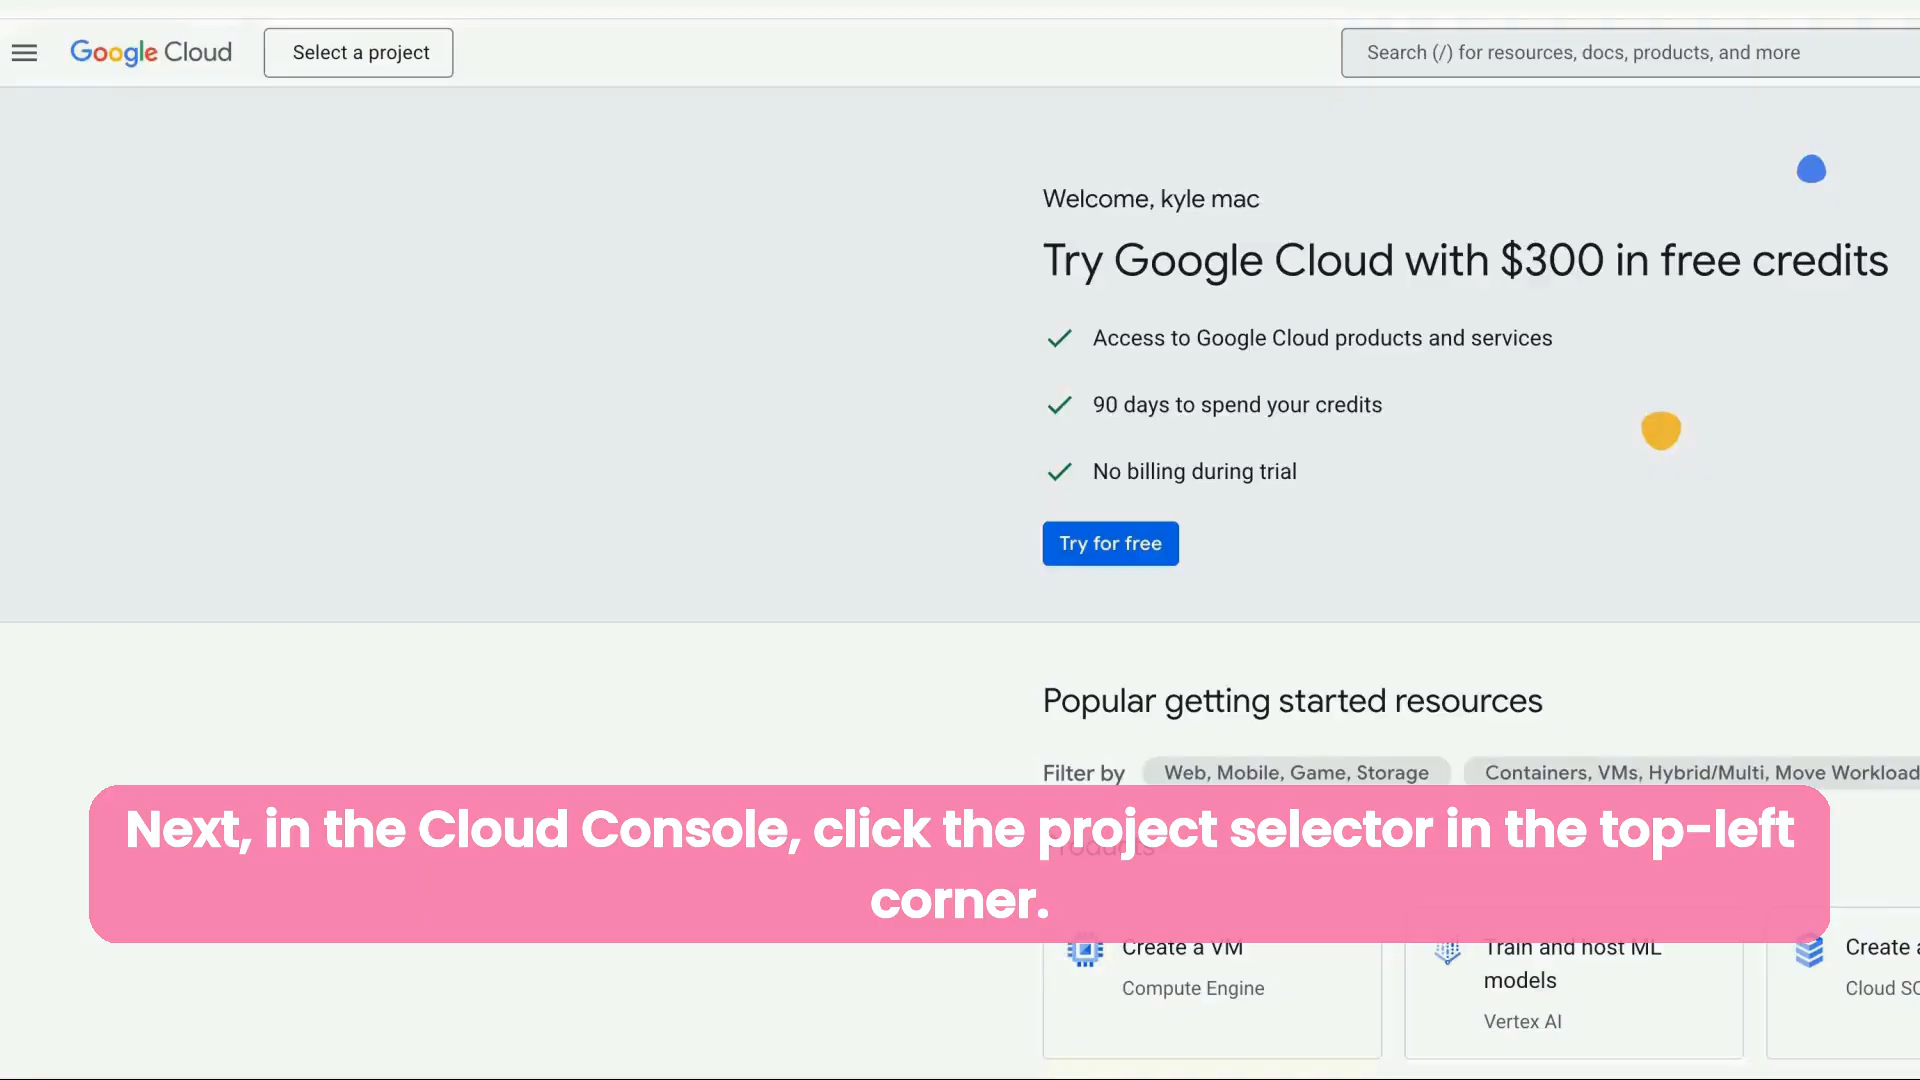 Google Cloud
Select a project
Search (/) for resources, docs, products, and more
Welcome, kyle mac
Try Google Cloud with $300 in free credits
Access to Google Cloud products and services
90 days to spend your credits
No billing during trial
Try for free
Popular getting started resources
Filter by
Web, Mobile, Game, Storage
Containers, VMs, Hybrid/Multi, Move Workload
Products
Next, in the Cloud Console, click the project selector in the top-left
corner.
Create a VM
Compute Engine
Train and host ML
models
Vertex AI
Create
Cloud